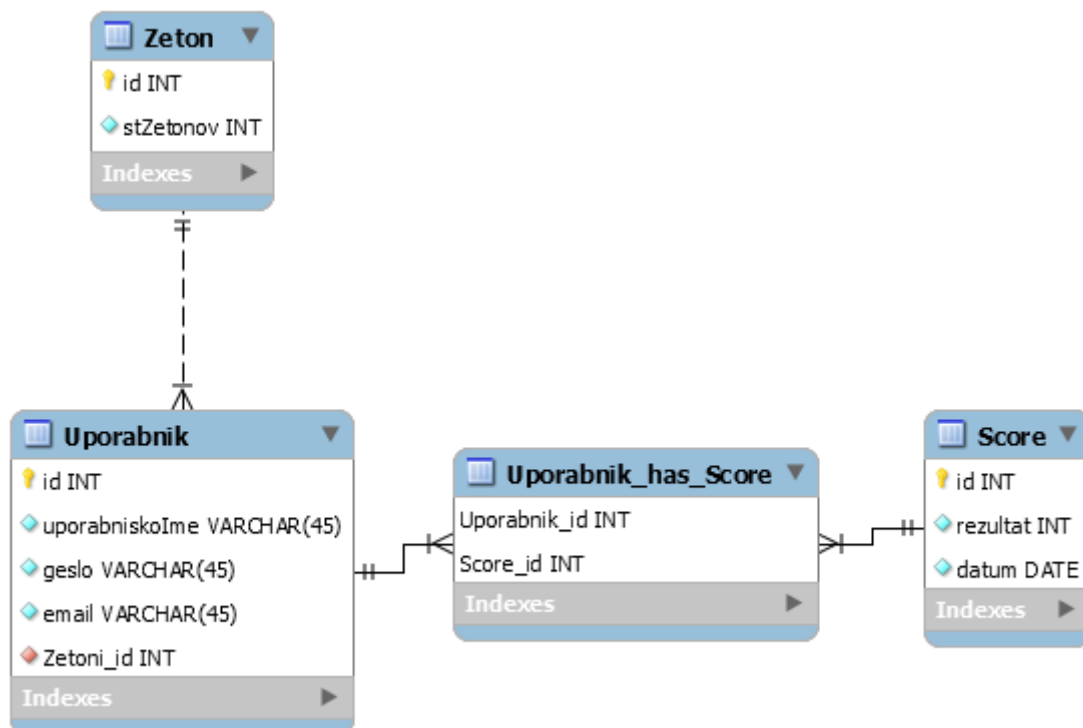 Zeton
id INT
stZetonov INT
Indexes
Uporabnik
id INT
uporabniskoIme VARCHAR(45)
geslo VARCHAR(45)
email VARCHAR(45)
Zetoni_id INT
Indexes
Uporabnik_has_Score
Uporabnik_id INT
Score_id INT
Indexes
Score
id INT
rezultat INT
datum DATE
Indexes